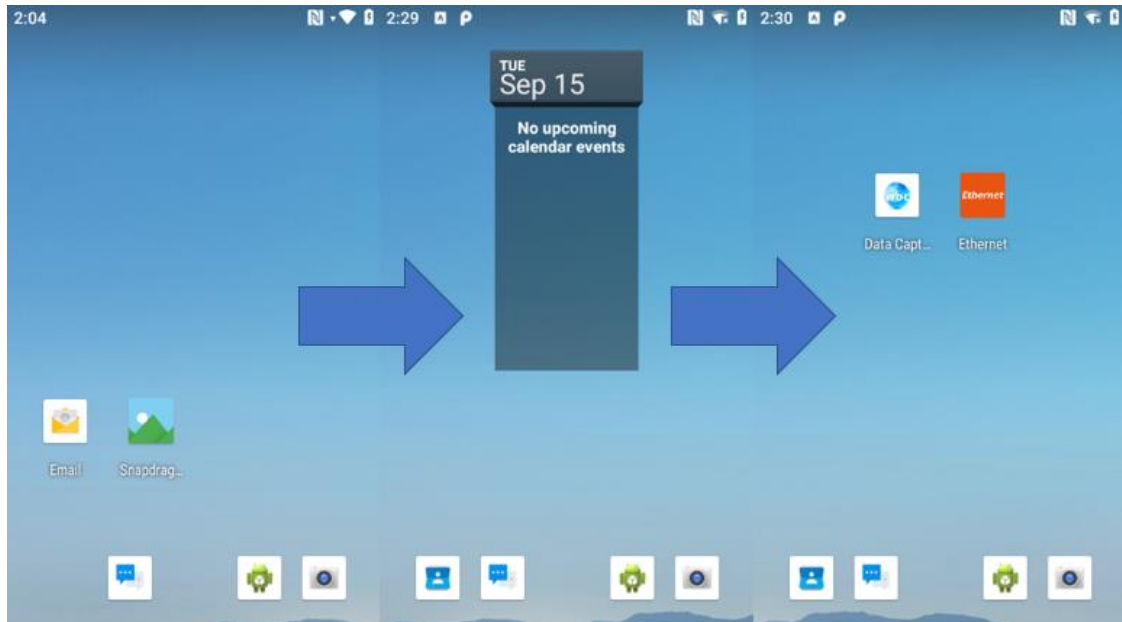 2:04
Email
Snapdrag...
2:29
TUE
Sep 15
No upcoming
calendar events
2:30
WDC
Data Capt...
Ethernet
Ethernet